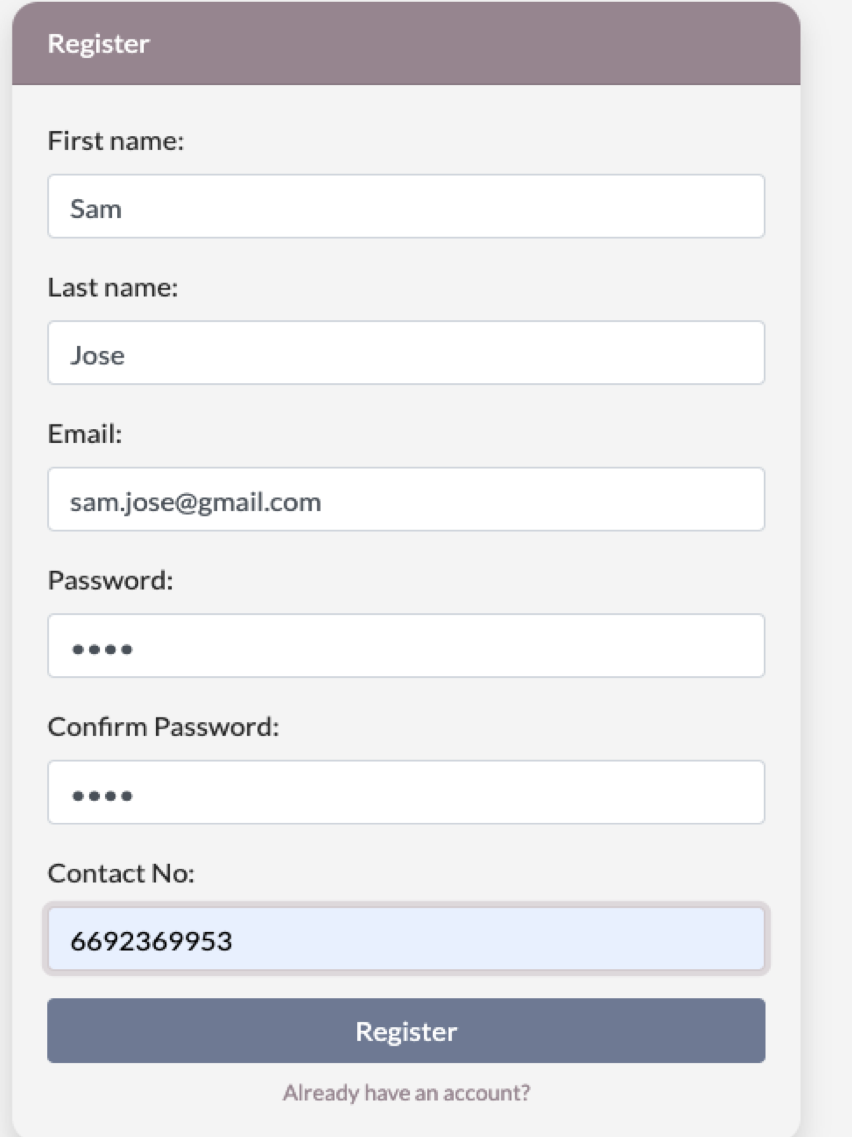 Register
First name:
Sam
Last name:
Jose
Email:
sam.jose@gmail.com
Password:
••••
Confirm Password:
••••
Contact No:
6692369953
Register
Already have an account?